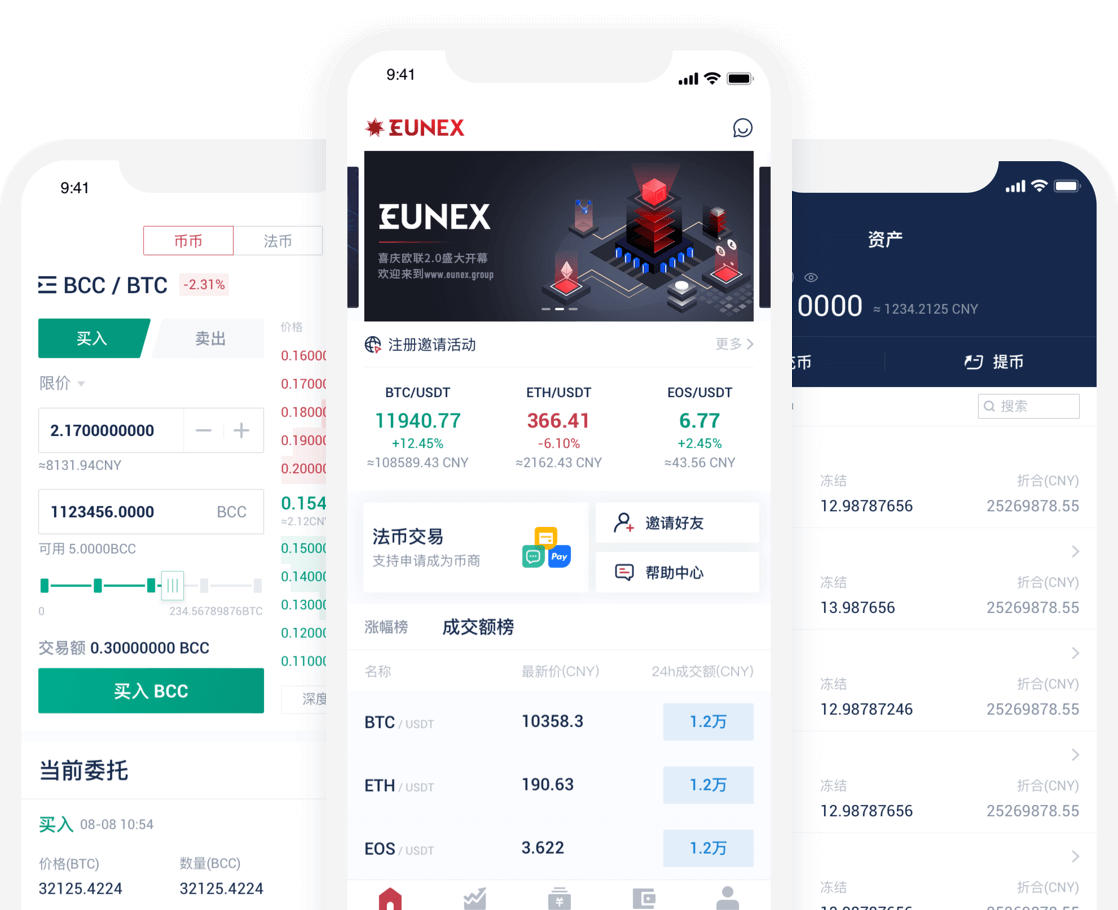 9:41
币币
法币
BCC / BTC
-2.31%
买入
卖出
价格
限价
0.16000
0.17000
2.1700000000
0.18000
≈8131.94CNY
0.19000
0.20000
1123456.0000
BCC
0.154
≈2.12CN
可用 5.0000BCC
0.15000
0.14000
0
234.56789876BTC
0.13000
0.12000
交易额 0.30000000 BCC
0.11000
买入 BCC
深度
当前委托
买入 08-08 10:54
价格(BTC)
数量(BCC)
32125.4224
32125.4224
9:41
EUNEX
EUNEX
喜庆欧联2.0盛大开幕
欢迎来到www.eunex.group
注册邀请活动
更多
BTC/USDT
ETH/USDT
EOS/USDT
11940.77
366.41
6.77
+12.45%
-6.10%
+2.45%
≈108589.43 CNY
≈2162.43 CNY
≈43.56 CNY
法币交易
支持申请成为币商
Pay
邀请好友
帮助中心
涨幅榜
成交额榜
名称
最新价(CNY)
24h成交额(CNY)
BTC / USDT
10358.3
1.2万
ETH / USDT
190.63
1.2万
EOS / USDT
3.622
1.2万
资产
0000
≈ 1234.2125 CNY
币
提币
搜索
冻结
折合(CNY)
12.98787656
25269878.55
冻结
折合(CNY)
13.987656
25269878.55
冻结
折合(CNY)
12.98787246
25269878.55
冻结
折合(CNY)
12.98787656
25269878.55
冻结
折合(CNY)